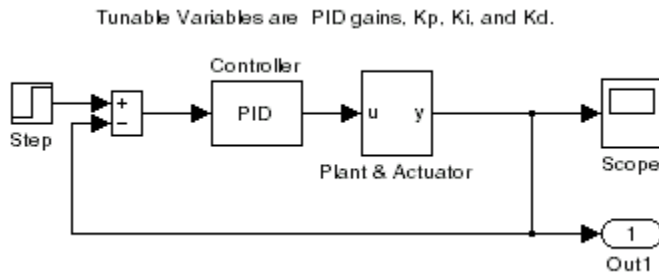 Tunable Variables are PID gains, Kp, Ki, and Kd.
Controller
+
−
PID
u
y
Step
Plant & Actuator
Scope
1
Out1